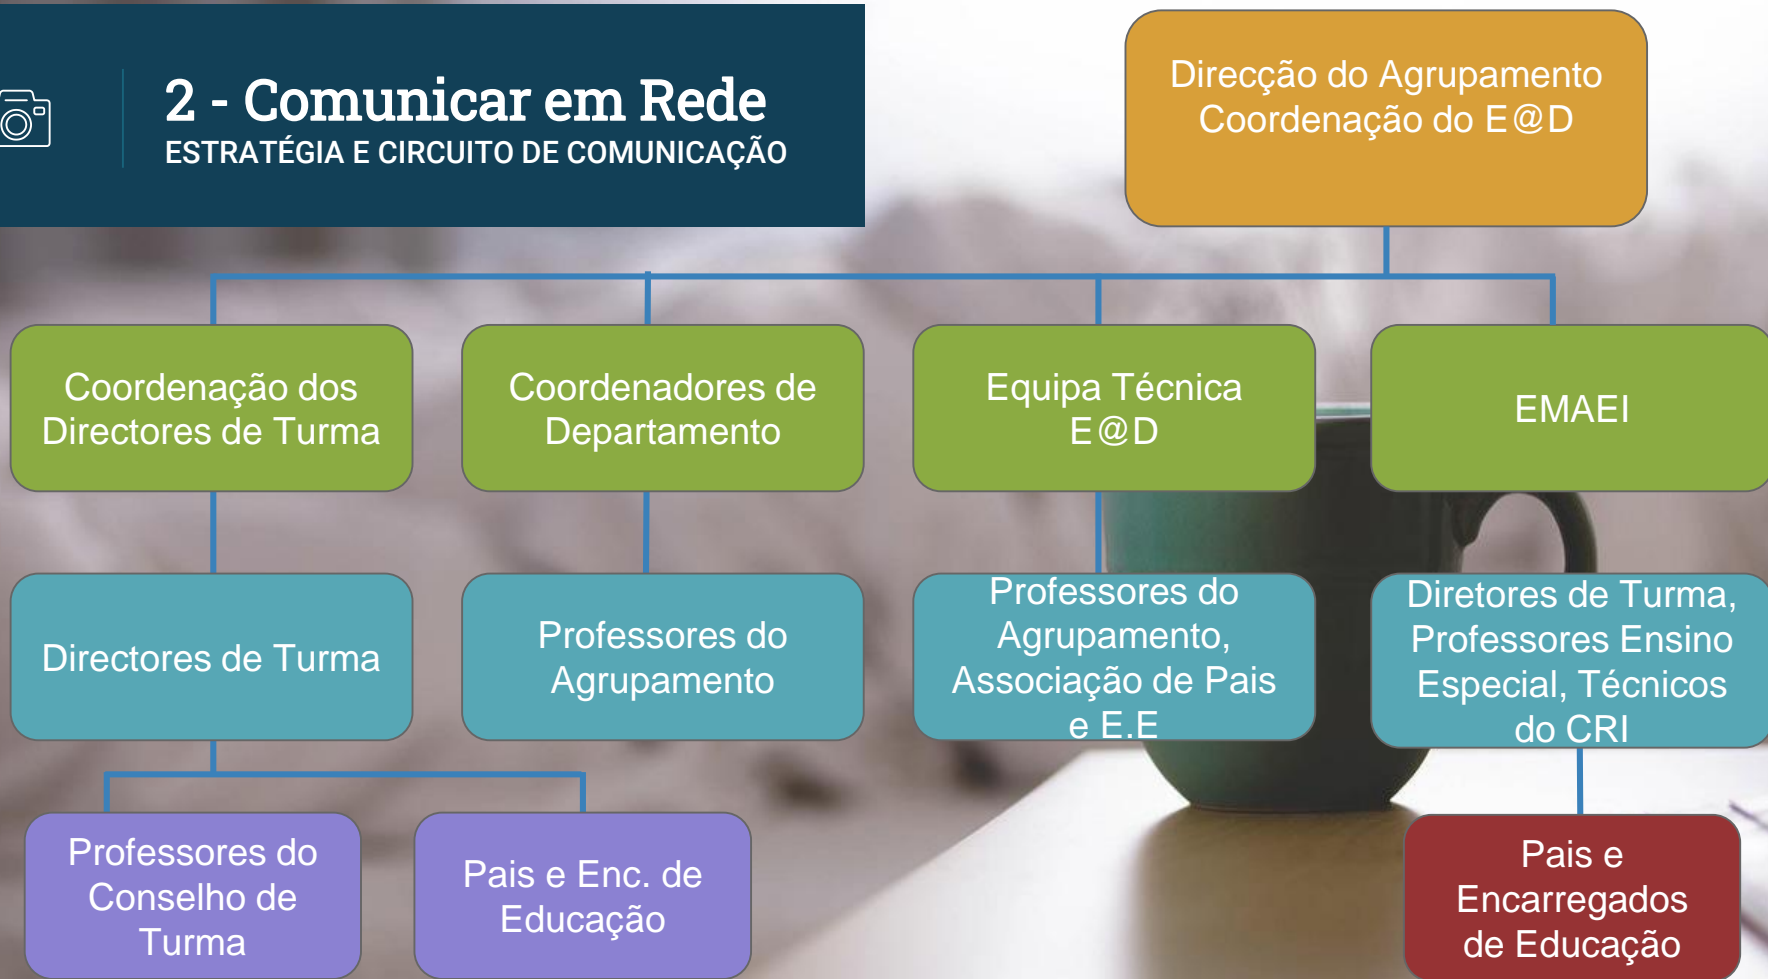 2 - Comunicar em Rede
ESTRATÉGIA E CIRCUITO DE COMUNICAÇÃO
Direcção do Agrupamento
Coordenação do E@D
Coordenação dos
Directores de Turma
Coordenadores de
Departamento
Equipa Técnica
E@D
EMAEI
Directores de Turma
Professores do
Agrupamento
Professores do
Agrupamento,
Associação de Pais
e E.E
Diretores de Turma,
Professores Ensino
Especial, Técnicos
do CRI
Professores do
Conselho de
Turma
Pais e Enc. de
Educação
Pais e
Encarregados
de Educação